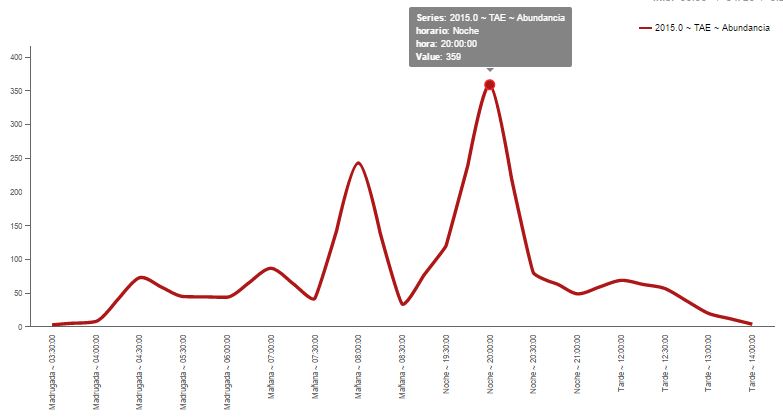 2015.0 ~ TAE ~ Abundancia
Series: 2015.0 ~ TAE ~ Abundancia
horario: Noche
hora: 20:00:00
Value: 359
400
350
300
250
200
150
100
50
0
Madrugada ~ 03:30:00
Madrugada ~ 04:00:00
Madrugada ~ 04:30:00
Madrugada ~ 05:30:00
Madrugada ~ 06:00:00
Mañana ~ 07:00:00
Mañana ~ 07:30:00
Mañana ~ 08:00:00
Mañana ~ 08:30:00
Noche ~ 19:30:00
Noche ~ 20:00:00
Noche ~ 20:30:00
Noche ~ 21:00:00
Tarde ~ 12:00:00
Tarde ~ 12:30:00
Tarde ~ 13:00:00
Tarde ~ 14:00:00